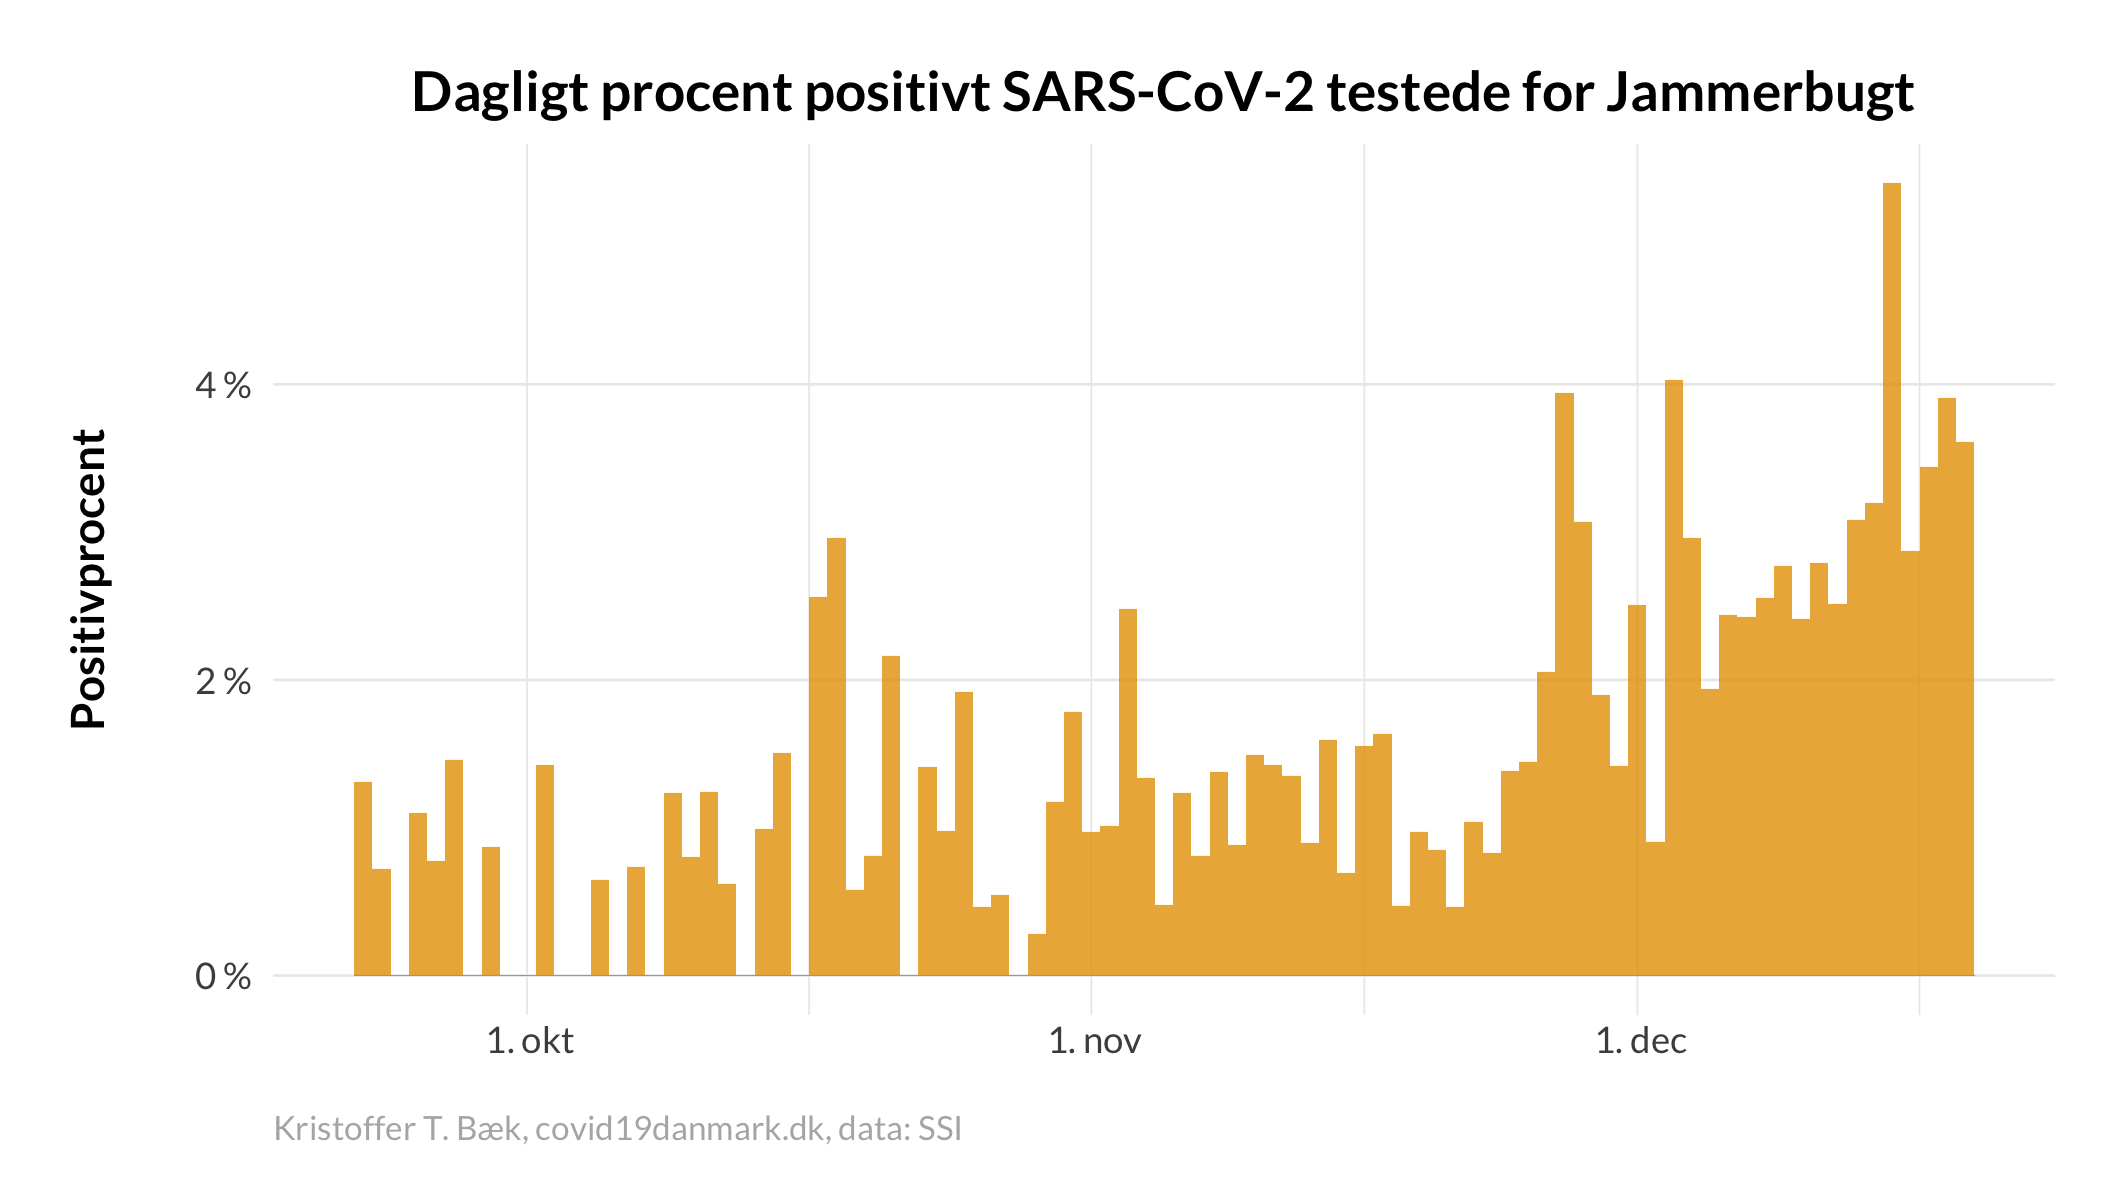 Dagligt procent positivt SARS-CoV-2 testede for Jammerbugt
Positivprocent
4 %
2 %
0 %
1. okt
1. nov
1. dec
Kristoffer T. Bæk, covid19danmark.dk, data: SSI